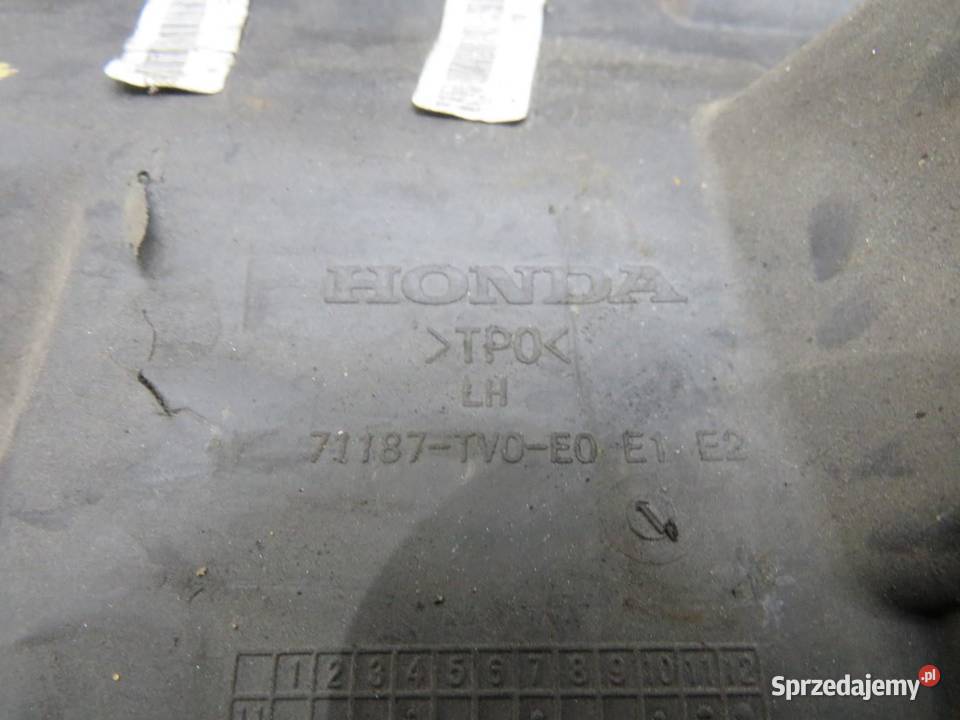 HONDA
>TPO<
LH
71187-TV0-E0 E1 E2
1 2 3 4 5 6 7 8 9 10 11 12
11
Sprzedajemy.pl